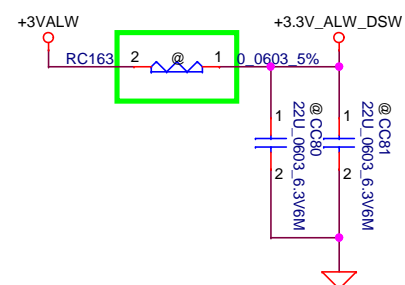 +3VALW
+3.3V_ALW_DSW
RC163
2
@
1
0_0603_5%
1
2
@ CC80
22U_0603_6.3V6M
1
2
@ CC81
22U_0603_6.3V6M